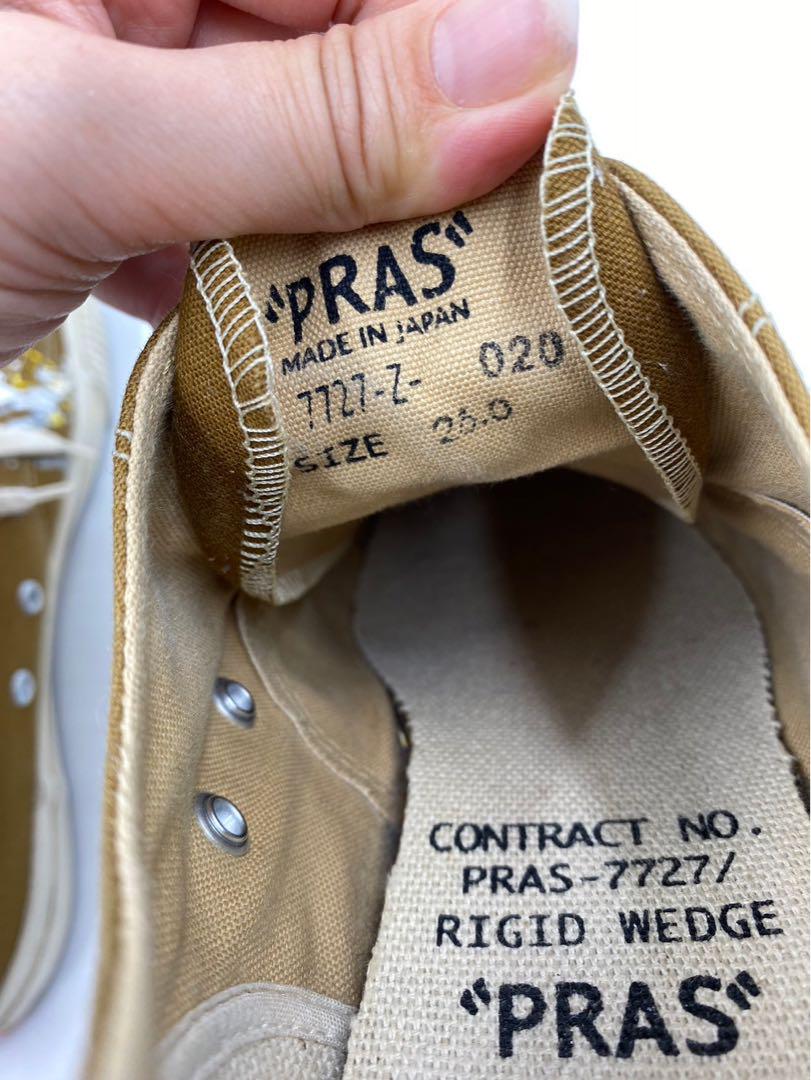 "PRAS"
MADE IN JAPAN
7727-Z- 020
SIZE 25.0
CONTRACT NO.
PRAS-7727/
RIGID WEDGE
"PRAS"